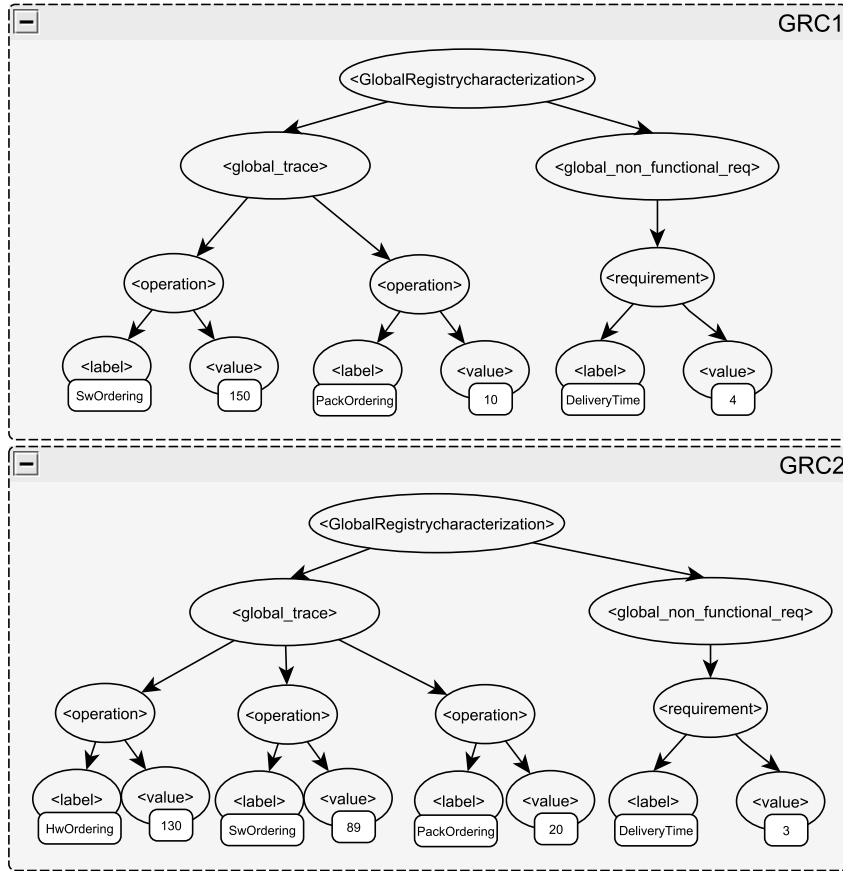 GRC1
<GlobalRegistrycharacterization>
<global_trace>
<global_non_functional_req>
<operation>
<operation>
<requirement>
<label>
<value>
<label>
<value>
<label>
<value>
SwOrdering
150
PackOrdering
10
DeliveryTime
4
GRC2
<GlobalRegistrycharacterization>
<global_trace>
<global_non_functional_req>
<operation>
<operation>
<operation>
<requirement>
<label>
<value>
<label>
<value>
<label>
<value>
<label>
<value>
HwOrdering
130
SwOrdering
89
PackOrdering
20
DeliveryTime
3